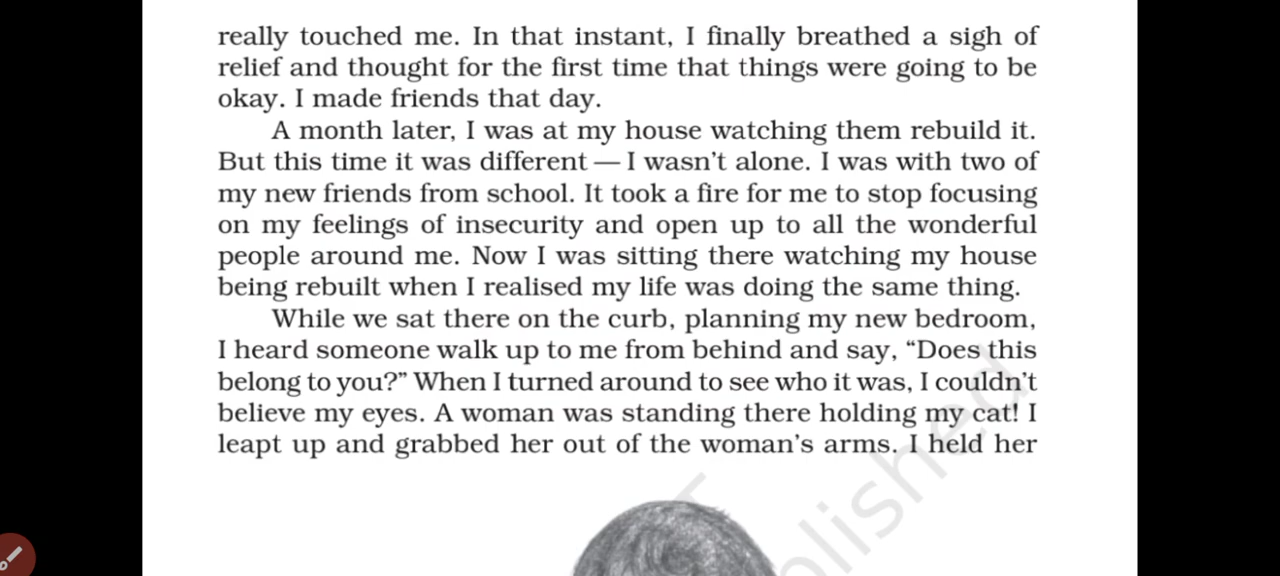 really touched me. In that instant, I finally breathed a sigh of
relief and thought for the first time that things were going to be
okay. I made friends that day.
A month later, I was at my house watching them rebuild it.
But this time it was different — I wasn’t alone. I was with two of
my new friends from school. It took a fire for me to stop focusing
on my feelings of insecurity and open up to all the wonderful
people around me. Now I was sitting there watching my house
being rebuilt when I realised my life was doing the same thing.
While we sat there on the curb, planning my new bedroom,
I heard someone walk up to me from behind and say, “Does this
belong to you?” When I turned around to see who it was, I couldn’t
believe my eyes. A woman was standing there holding my cat! I
leapt up and grabbed her out of the woman’s arms. I held her